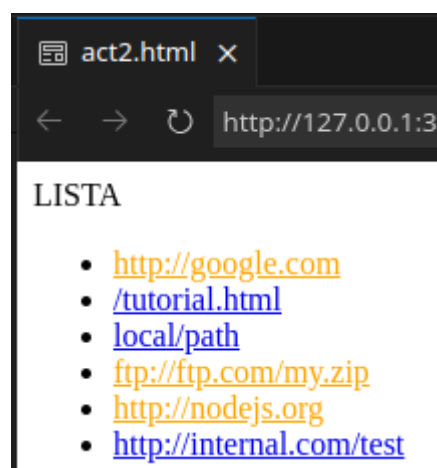 act2.html
http://127.0.0.1:3
LISTA
http://google.com
/tutorial.html
local/path
ftp://ftp.com/my.zip
http://nodejs.org
http://internal.com/test